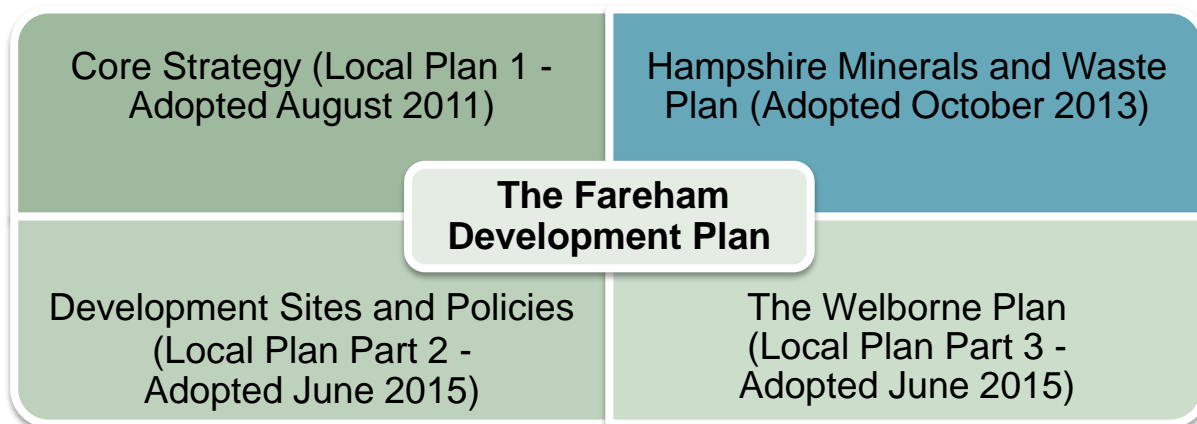 Core Strategy (Local Plan 1 -
Adopted August 2011)
Hampshire Minerals and Waste
Plan (Adopted October 2013)
The Fareham
Development Plan
Development Sites and Policies
(Local Plan Part 2 -
Adopted June 2015)
The Welborne Plan
(Local Plan Part 3 -
Adopted June 2015)